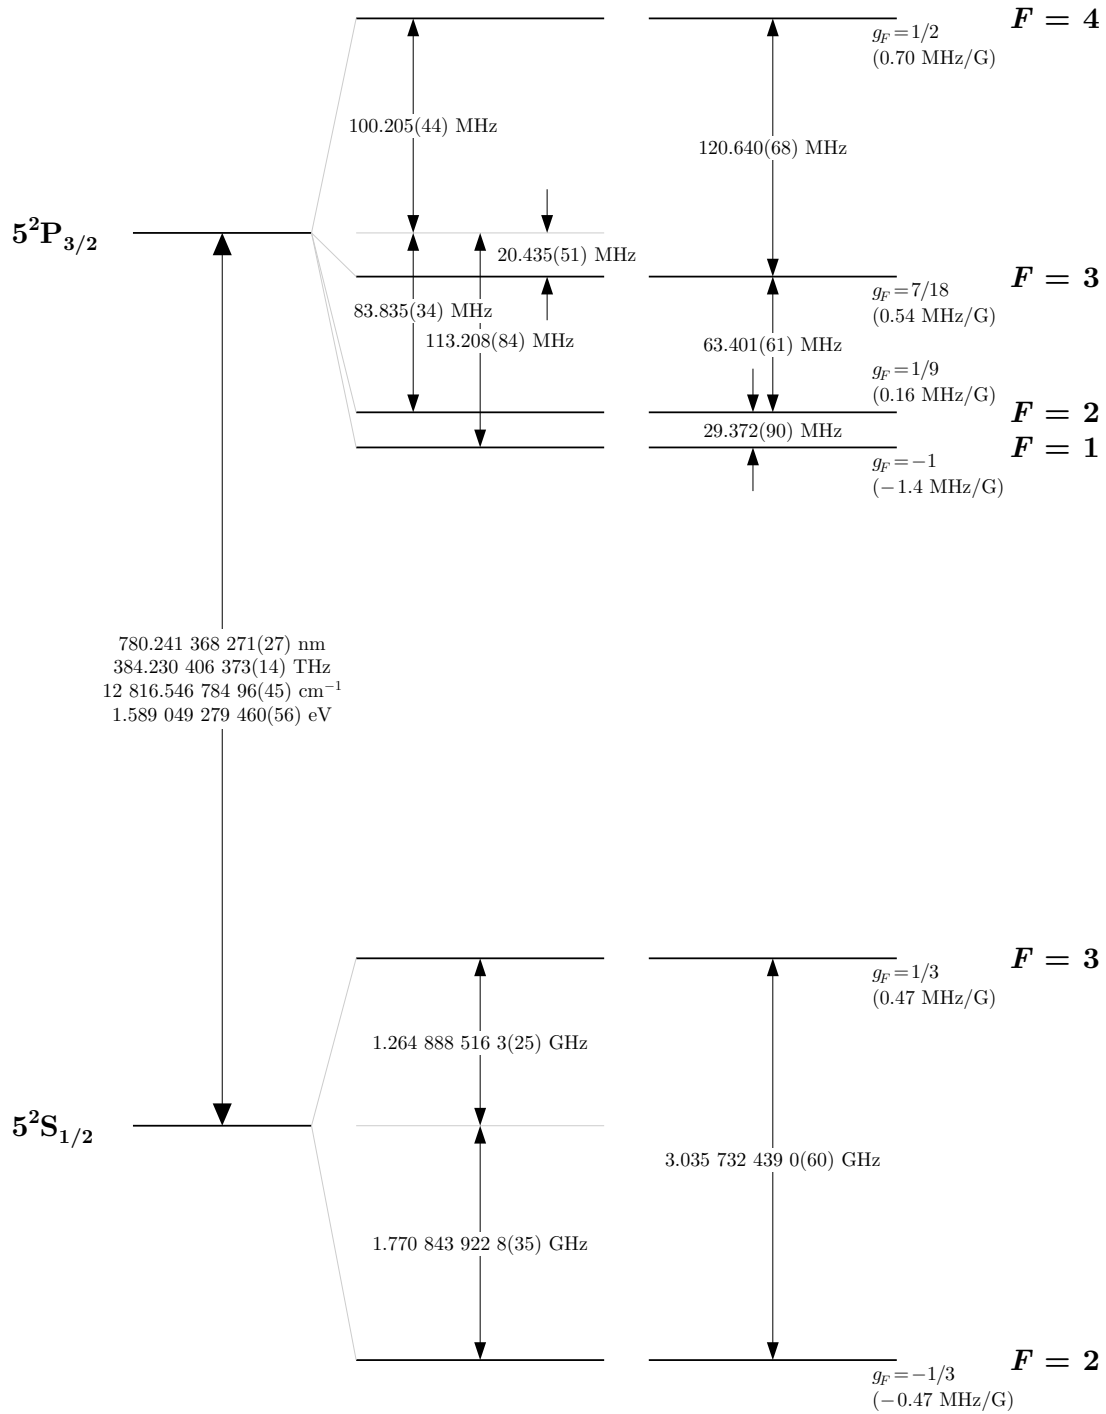 F = 4
g_F = 1/2
(0.70 MHz/G)
100.205(44) MHz
120.640(68) MHz
5²P₃/₂
20.435(51) MHz
F = 3
g_F = 7/18
(0.54 MHz/G)
83.835(34) MHz
113.208(84) MHz
63.401(61) MHz
g_F = 1/9
(0.16 MHz/G)
F = 2
29.372(90) MHz
F = 1
g_F = −1
(−1.4 MHz/G)
780.241 368 271(27) nm
384.230 406 373(14) THz
12 816.546 784 96(45) cm⁻¹
1.589 049 279 460(56) eV
F = 3
g_F = 1/3
(0.47 MHz/G)
1.264 888 516 3(25) GHz
5²S₁/₂
3.035 732 439 0(60) GHz
1.770 843 922 8(35) GHz
F = 2
g_F = −1/3
(−0.47 MHz/G)